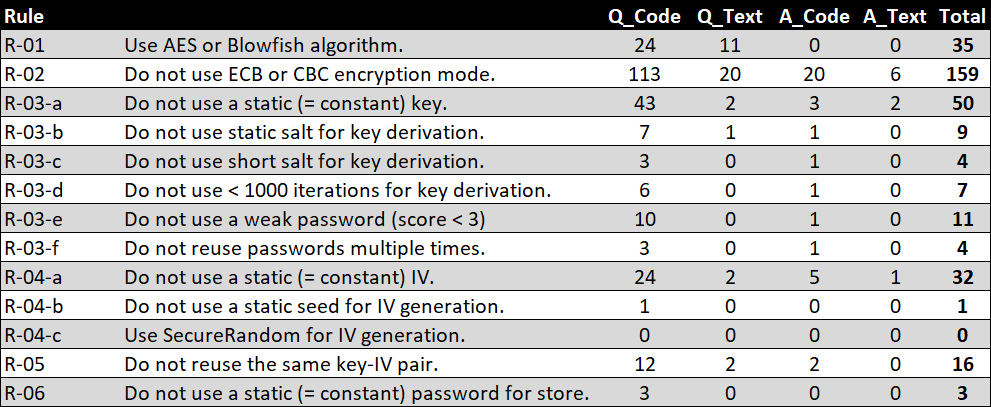 Rule Q_Code Q_Text A_Code A_Text Total
R-01 Use AES or Blowfish algorithm. 24 11 0 0 35
R-02 Do not use ECB or CBC encryption mode. 113 20 20 6 159
R-03-a Do not use a static (= constant) key. 43 2 3 2 50
R-03-b Do not use static salt for key derivation. 7 1 1 0 9
R-03-c Do not use short salt for key derivation. 3 0 1 0 4
R-03-d Do not use < 1000 iterations for key derivation. 6 0 1 0 7
R-03-e Do not use a weak password (score < 3) 10 0 1 0 11
R-03-f Do not reuse passwords multiple times. 3 0 1 0 4
R-04-a Do not use a static (= constant) IV. 24 2 5 1 32
R-04-b Do not use a static seed for IV generation. 1 0 0 0 1
R-04-c Use SecureRandom for IV generation. 0 0 0 0 0
R-05 Do not reuse the same key-IV pair. 12 2 2 0 16
R-06 Do not use a static (= constant) password for store. 3 0 0 0 3